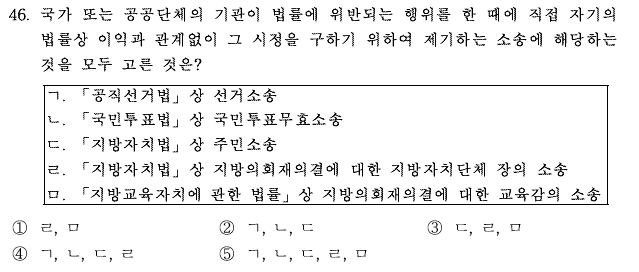 46. 국가 또는 공공단체의 기관이 법률에 위반되는 행위를 한 때에 직접 자기의
법률상 이익과 관계없이 그 시정을 구하기 위하여 제기하는 소송에 해당하는
것을 모두 고른 것은?
ㄱ. 「공직선거법」상 선거소송
ㄴ. 「국민투표법」상 국민투표무효소송
ㄷ. 「지방자치법」상 주민소송
ㄹ. 「지방자치법」상 지방의회재의결에 대한 지방자치단체 장의 소송
ㅁ. 「지방교육자치에 관한 법률」상 지방의회재의결에 대한 교육감의 소송
① ㄹ, ㅁ ② ㄱ, ㄴ, ㄷ ③ ㄷ, ㄹ, ㅁ
④ ㄱ, ㄴ, ㄷ, ㄹ ⑤ ㄱ, ㄴ, ㄷ, ㄹ, ㅁ